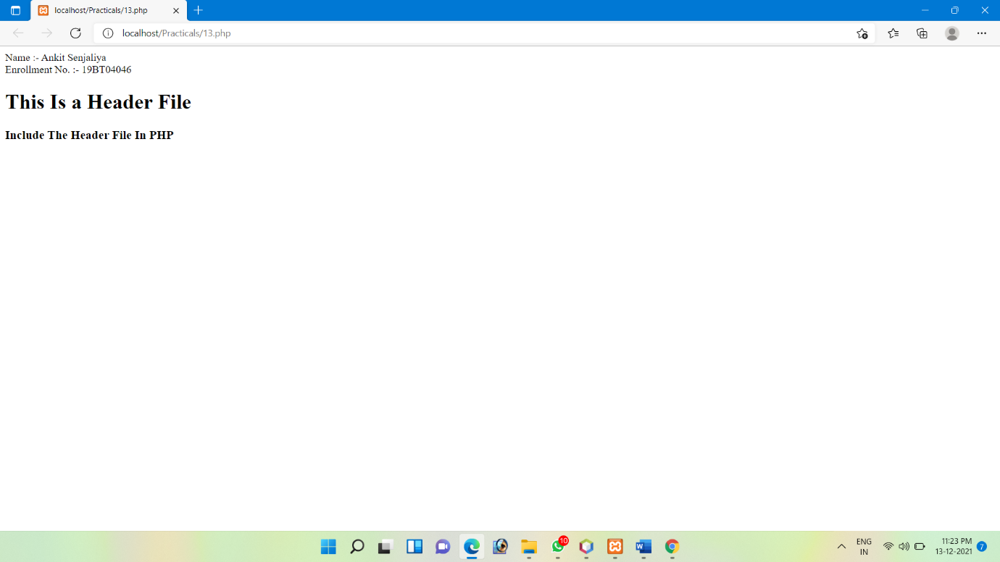 localhost/Practicals/13.php
localhost/Practicals/13.php
Name :- Ankit Senjaliya
Enrollment No. :- 19BT04046
This Is a Header File
Include The Header File In PHP
10
ENG
IN
11:23 PM
13-12-2021
7